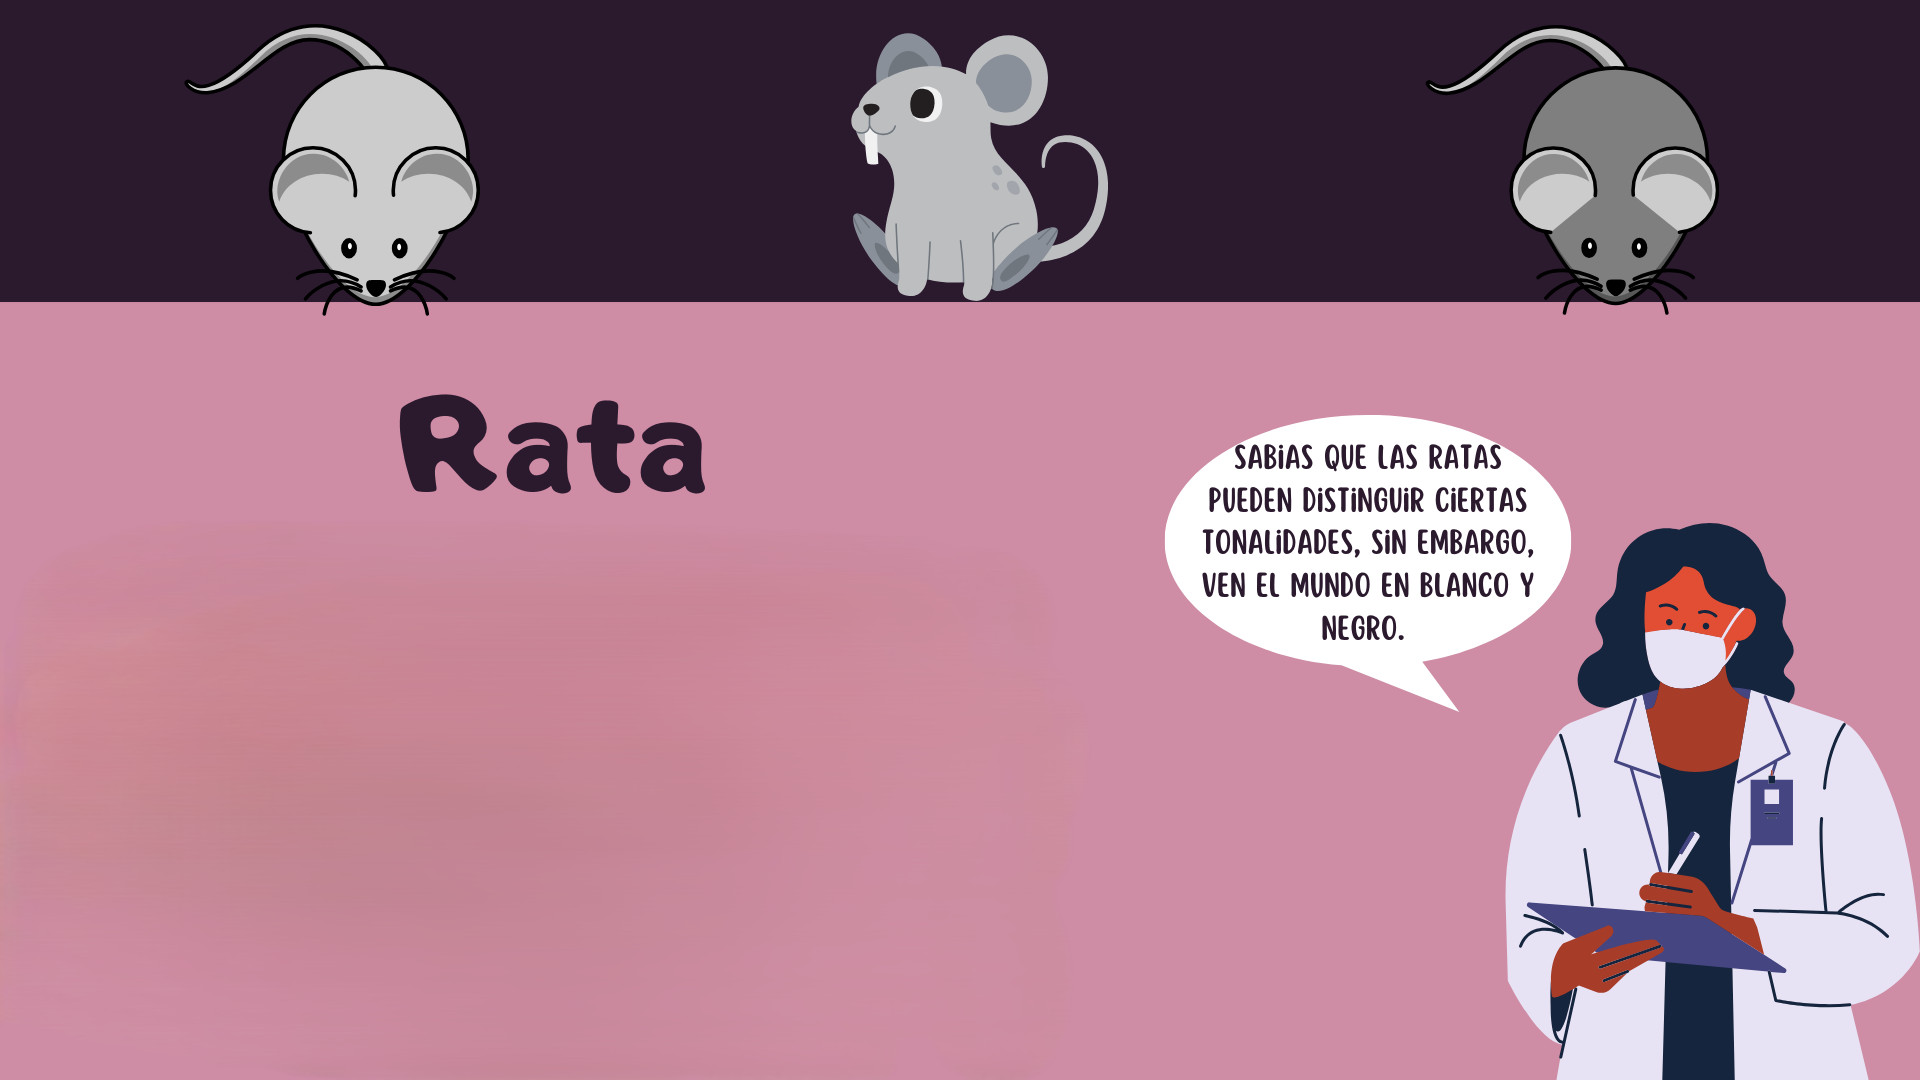 Rata
SABiAS QUE LAS RATAS
PUEDEN DiSTiNGUiR CiERTAS
TONALiDADES, SiN EMBARGO,
VEN EL MUNDO EN BLANCO Y
NEGRO.